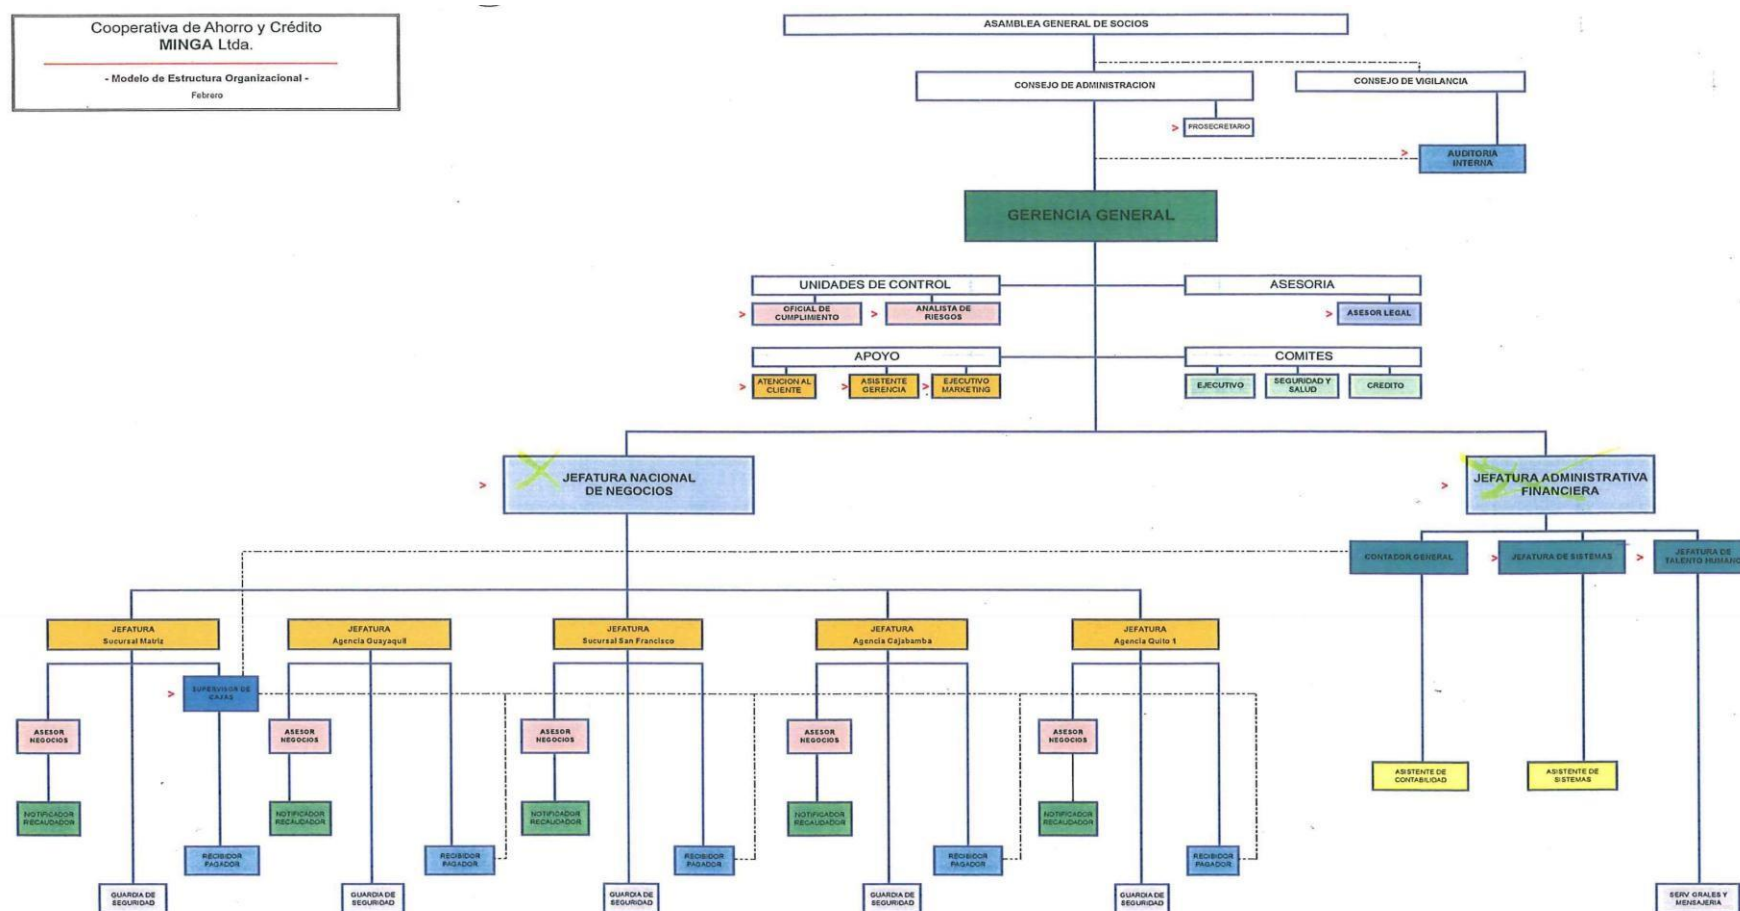 Cooperativa de Ahorro y Crédito
MINGA Ltda.
- Modelo de Estructura Organizacional -
Febrero
ASAMBLEA GENERAL DE SOCIOS
CONSEJO DE ADMINISTRACION
CONSEJO DE VIGILANCIA
> PROSECRETARIO
> AUDITORIA
INTERNA
GERENCIA GENERAL
UNIDADES DE CONTROL
ASESORIA
> OFICIAL DE
CUMPLIMIENTO
> ANALISTA DE
RIESGOS
> ASESOR LEGAL
APOYO
COMITES
> ATENCION AL
CLIENTE
> ASISTENTE
GERENCIA
> EJECUTIVO
MARKETING
EJECUTIVO
SEGURIDAD Y
SALUD
CREDITO
> JEFATURA NACIONAL
DE NEGOCIOS
> JEFATURA ADMINISTRATIVA
FINANCIERA
CONTADOR GENERAL
> JEFATURA DE SISTEMAS
> JEFATURA DE
TALENTO HUMANO
JEFATURA
Sucursal Matriz
JEFATURA
Agencia Guayaquil
JEFATURA
Sucursal San Francisco
JEFATURA
Agencia Cajabamba
JEFATURA
Agencia Quito 1
> SUPERVISOR DE
CAJAS
ASESOR
NEGOCIOS
ASESOR
NEGOCIOS
ASESOR
NEGOCIOS
ASESOR
NEGOCIOS
ASESOR
NEGOCIOS
ASISTENTE DE
CONTABILIDAD
ASISTENTE DE
SISTEMAS
NOTIFICADOR
RECAUDADOR
NOTIFICADOR
RECAUDADOR
NOTIFICADOR
RECAUDADOR
NOTIFICADOR
RECAUDADOR
NOTIFICADOR
RECAUDADOR
RECIBIDOR
PAGADOR
RECIBIDOR
PAGADOR
RECIBIDOR
PAGADOR
RECIBIDOR
PAGADOR
RECIBIDOR
PAGADOR
GUARDIA DE
SEGURIDAD
GUARDIA DE
SEGURIDAD
GUARDIA DE
SEGURIDAD
GUARDIA DE
SEGURIDAD
GUARDIA DE
SEGURIDAD
SERV GRALES Y
MENSAJERIA